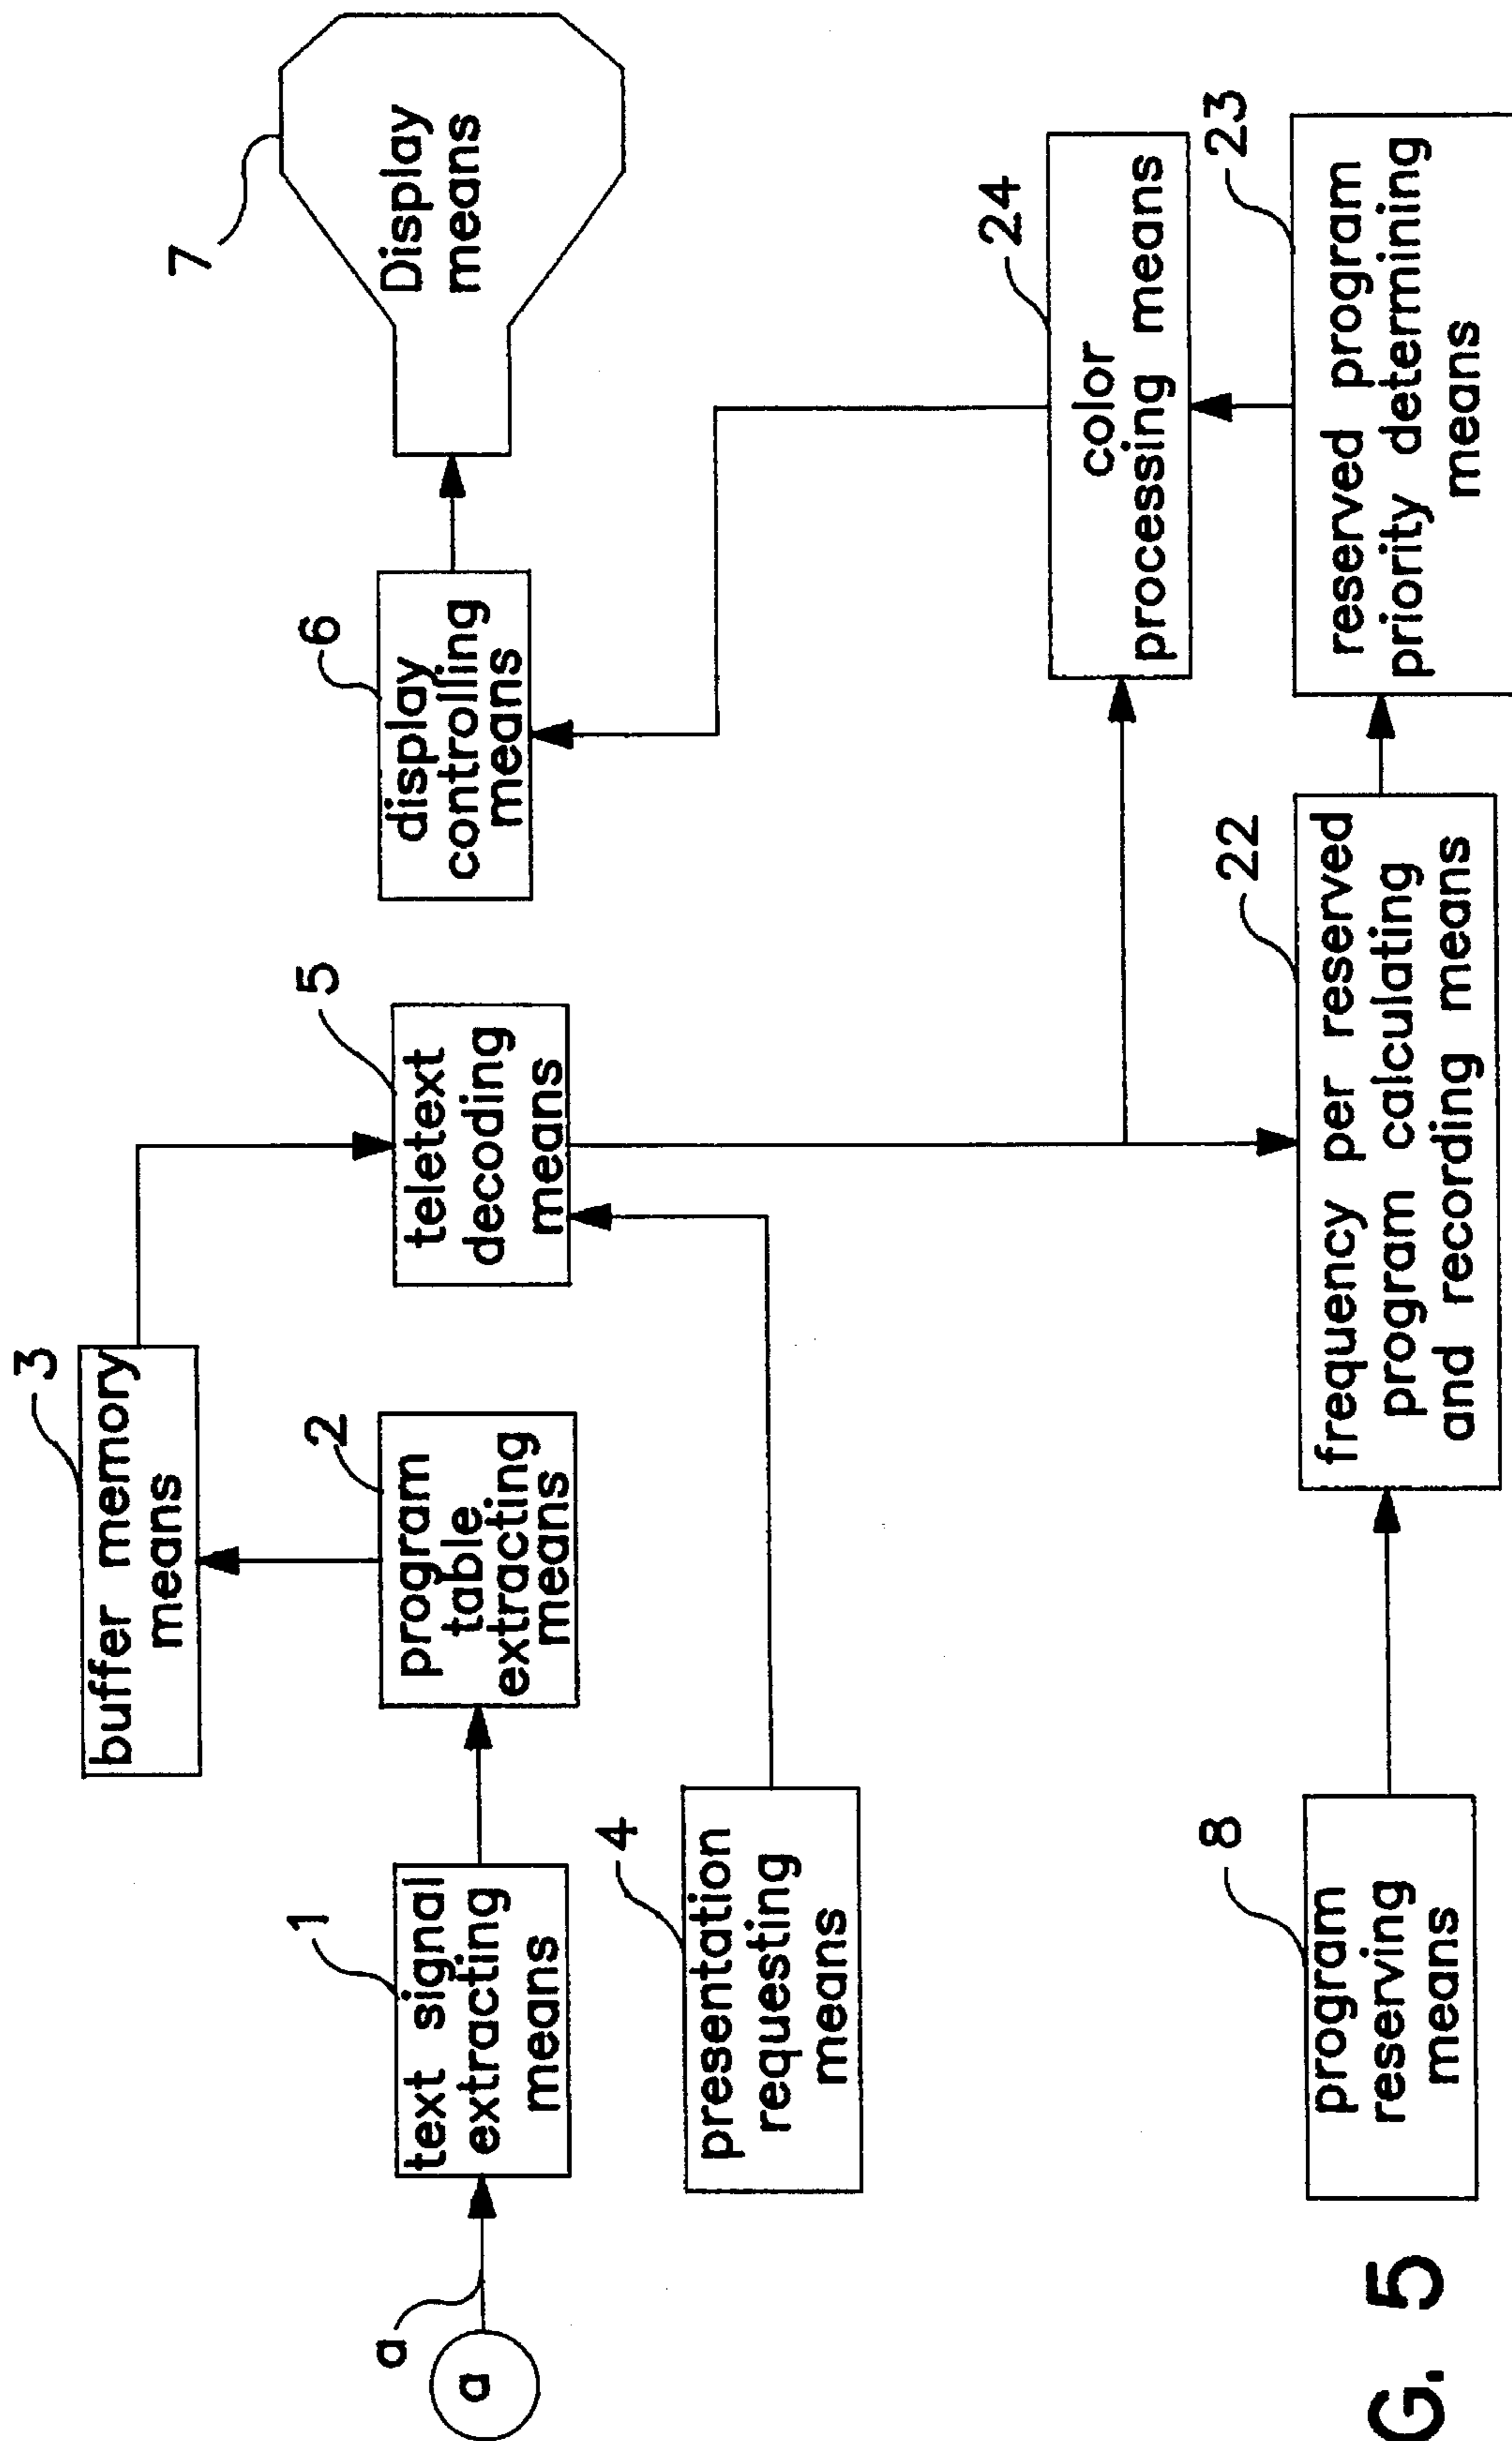 3
buffer memory
means
7
Display
means
1
text signal
extracting
means
2
program
table
extracting
means
5
teletext
decoding
means
6
display
controlling
means
a
a
4
presentation
requesting
means
24
color
processing means
8
program
reserving
means
22
frequency per reserved
program calculating
and recording means
23
reserved program
priority determining
means
G. 5